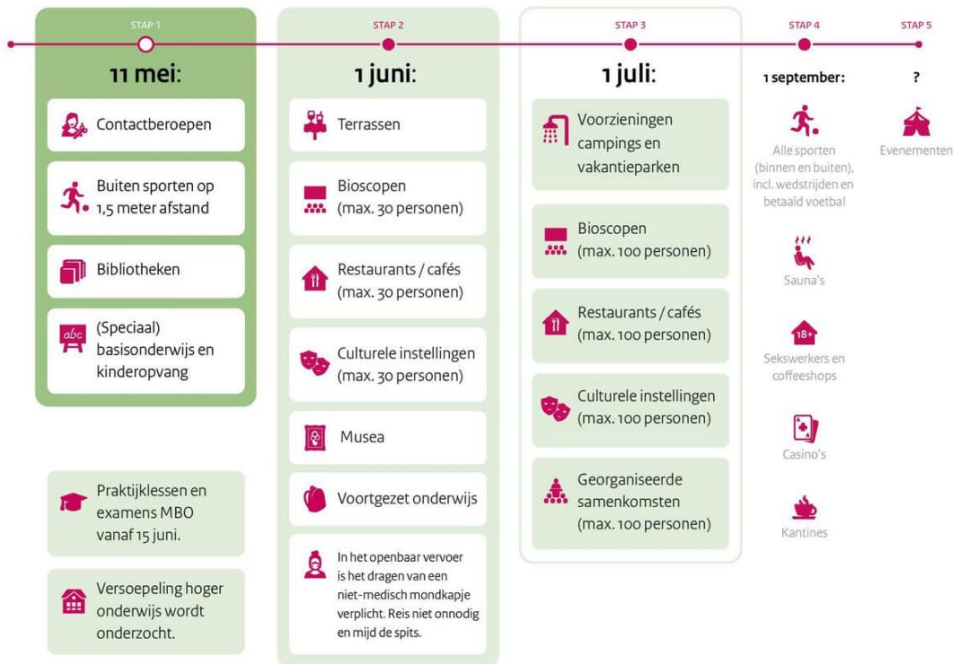 STAP 1
11 mei:
Contactberoepen
Buiten sporten op
1,5 meter afstand
Bibliotheken
abc
(Speciaal)
basisonderwijs en
kinderopvang
Praktijklessen en
examens MBO
vanaf 15 juni.
Versoepeling hoger
onderwijs wordt
onderzocht.
STAP 2
1 juni:
Terrassen
Bioscopen
(max. 30 personen)
Restaurants / cafés
(max. 30 personen)
Culturele instellingen
(max. 30 personen)
Musea
Voortgezet onderwijs
In het openbaar vervoer
is het dragen van een
niet-medisch mondkapje
verplicht. Reis niet onnodig
en mijd de spits.
STAP 3
1 juli:
Voorzieningen
campings en
vakantieparken
Bioscopen
(max. 100 personen)
Restaurants / cafés
(max. 100 personen)
Culturele instellingen
(max. 100 personen)
Georganiseerde
samenkomsten
(max. 100 personen)
STAP 4
1 september:
Alle sporten
(binnen en buiten),
incl. wedstrijden en
betaald voetbal
Sauna's
18+
Sekswerkers en
coffeeshops
Casino's
Kantines
STAP 5
?
Evenementen